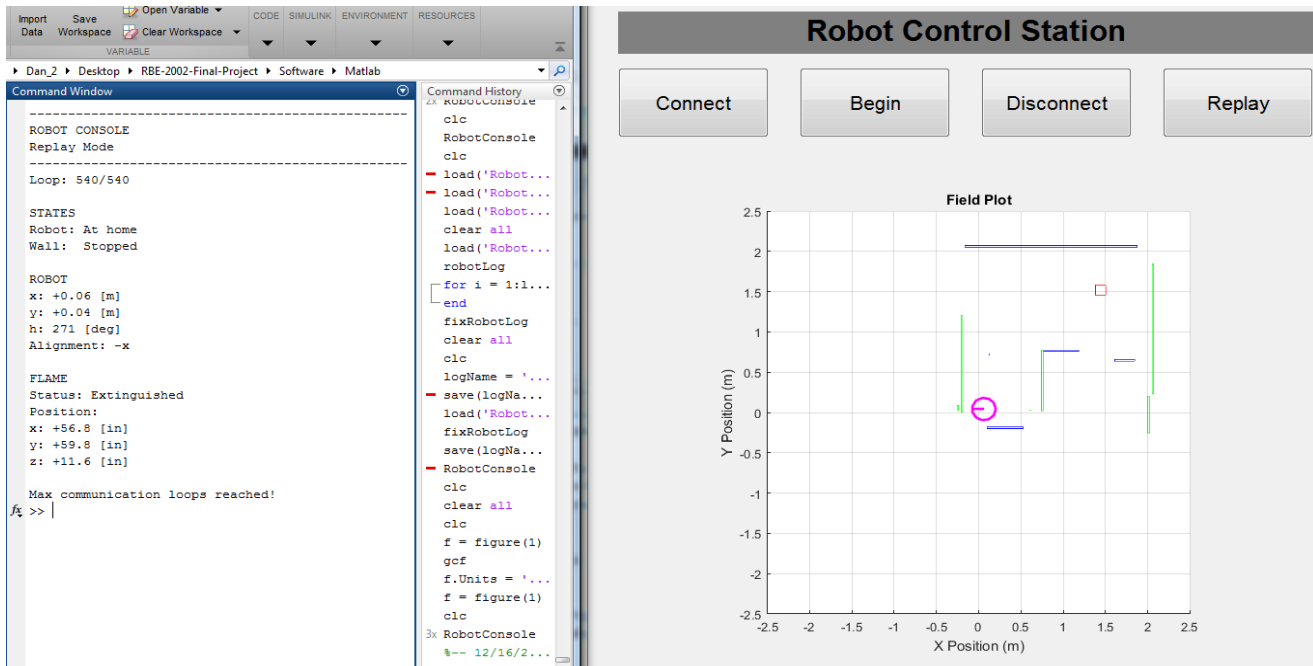 Import
Data
Save
Workspace
Open Variable
Clear Workspace
VARIABLE
CODE
SIMULINK
ENVIRONMENT
RESOURCES
Dan_2 Desktop RBE-2002-Final-Project Software Matlab
Command Window
--------------------------------------------------
ROBOT CONSOLE
Replay Mode
--------------------------------------------------
Loop: 540/540
STATES
Robot: At home
Wall: Stopped
ROBOT
x: +0.06 [m]
y: +0.04 [m]
h: 271 [deg]
Alignment: -x
FLAME
Status: Extinguished
Position:
x: +56.8 [in]
y: +59.8 [in]
z: +11.6 [in]
Max communication loops reached!
fx >>
Command History
2x RobotConsole
clc
RobotConsole
clc
load('Robot...
load('Robot...
load('Robot...
clear all
load('Robot...
robotLog
for i = 1:l...
end
fixRobotLog
clear all
clc
logName = '...
save(logNa...
load('Robot...
fixRobotLog
save(logNa...
RobotConsole
clc
clear all
clc
f = figure(1)
gcf
f.Units = '...
f = figure(1)
clc
3x RobotConsole
%-- 12/16/2...
Robot Control Station
Connect
Begin
Disconnect
Replay
Field Plot
Y Position (m)
2.5
2
1.5
1
0.5
0
-0.5
-1
-1.5
-2
-2.5
-2.5 -2 -1.5 -1 -0.5 0 0.5 1 1.5 2 2.5
X Position (m)